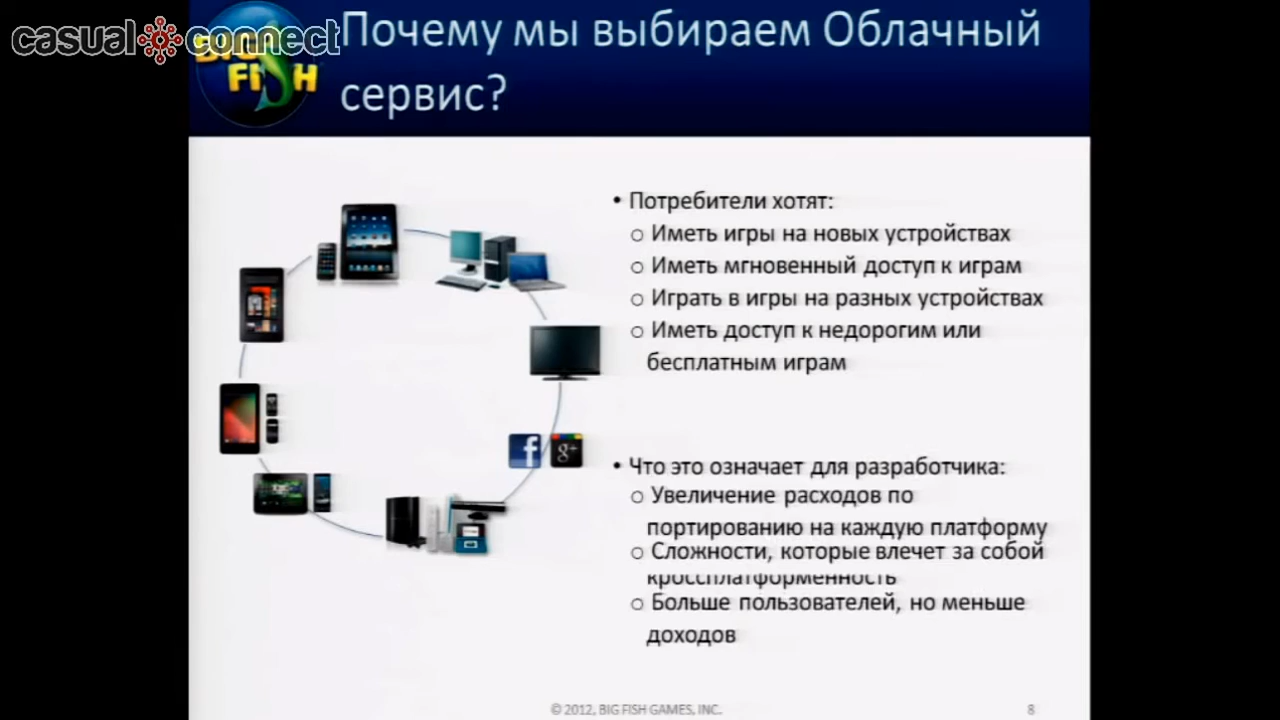 casual connect
BIG
FISH
Почему мы выбираем Облачный
сервис?
• Потребители хотят:
o Иметь игры на новых устройствах
o Иметь мгновенный доступ к играм
o Играть в игры на разных устройствах
o Иметь доступ к недорогим или
бесплатным играм
f g+
• Что это означает для разработчика:
o Увеличение расходов по
портированию на каждую платформу
o Сложности, которые влечет за собой
кроссплатформенность
o Больше пользователей, но меньше
доходов
© 2012, BIG FISH GAMES, INC.
8